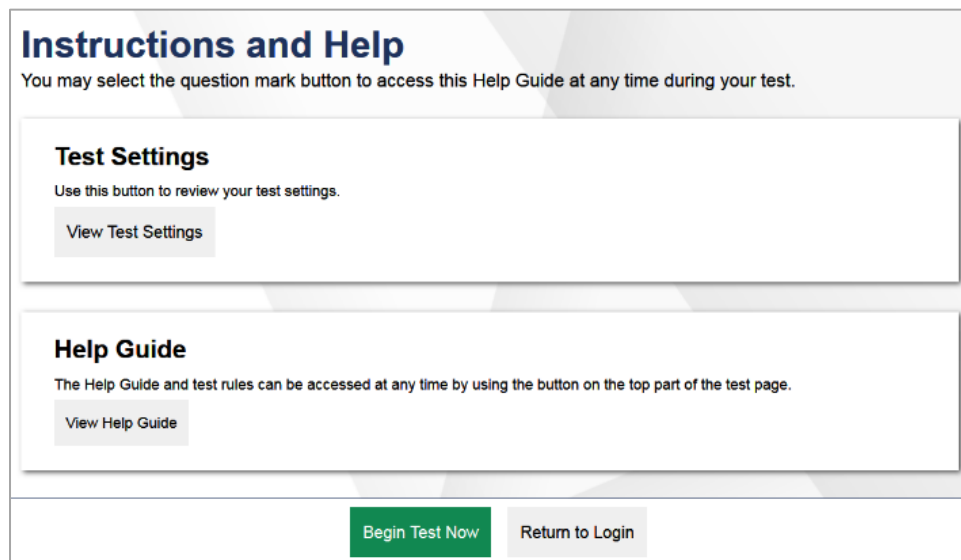 Instructions and Help
You may select the question mark button to access this Help Guide at any time during your test.
Test Settings
Use this button to review your test settings.
View Test Settings
Help Guide
The Help Guide and test rules can be accessed at any time by using the button on the top part of the test page.
View Help Guide
Begin Test Now
Return to Login